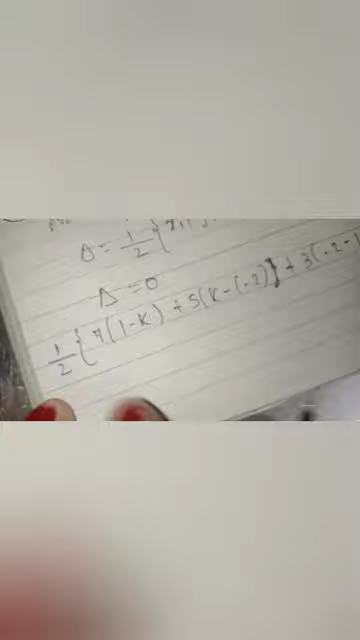 Δ = 1/2 {
Δ = 0
1/2 { 7(1-K) + 5(K-(-2)} + 3(-2-